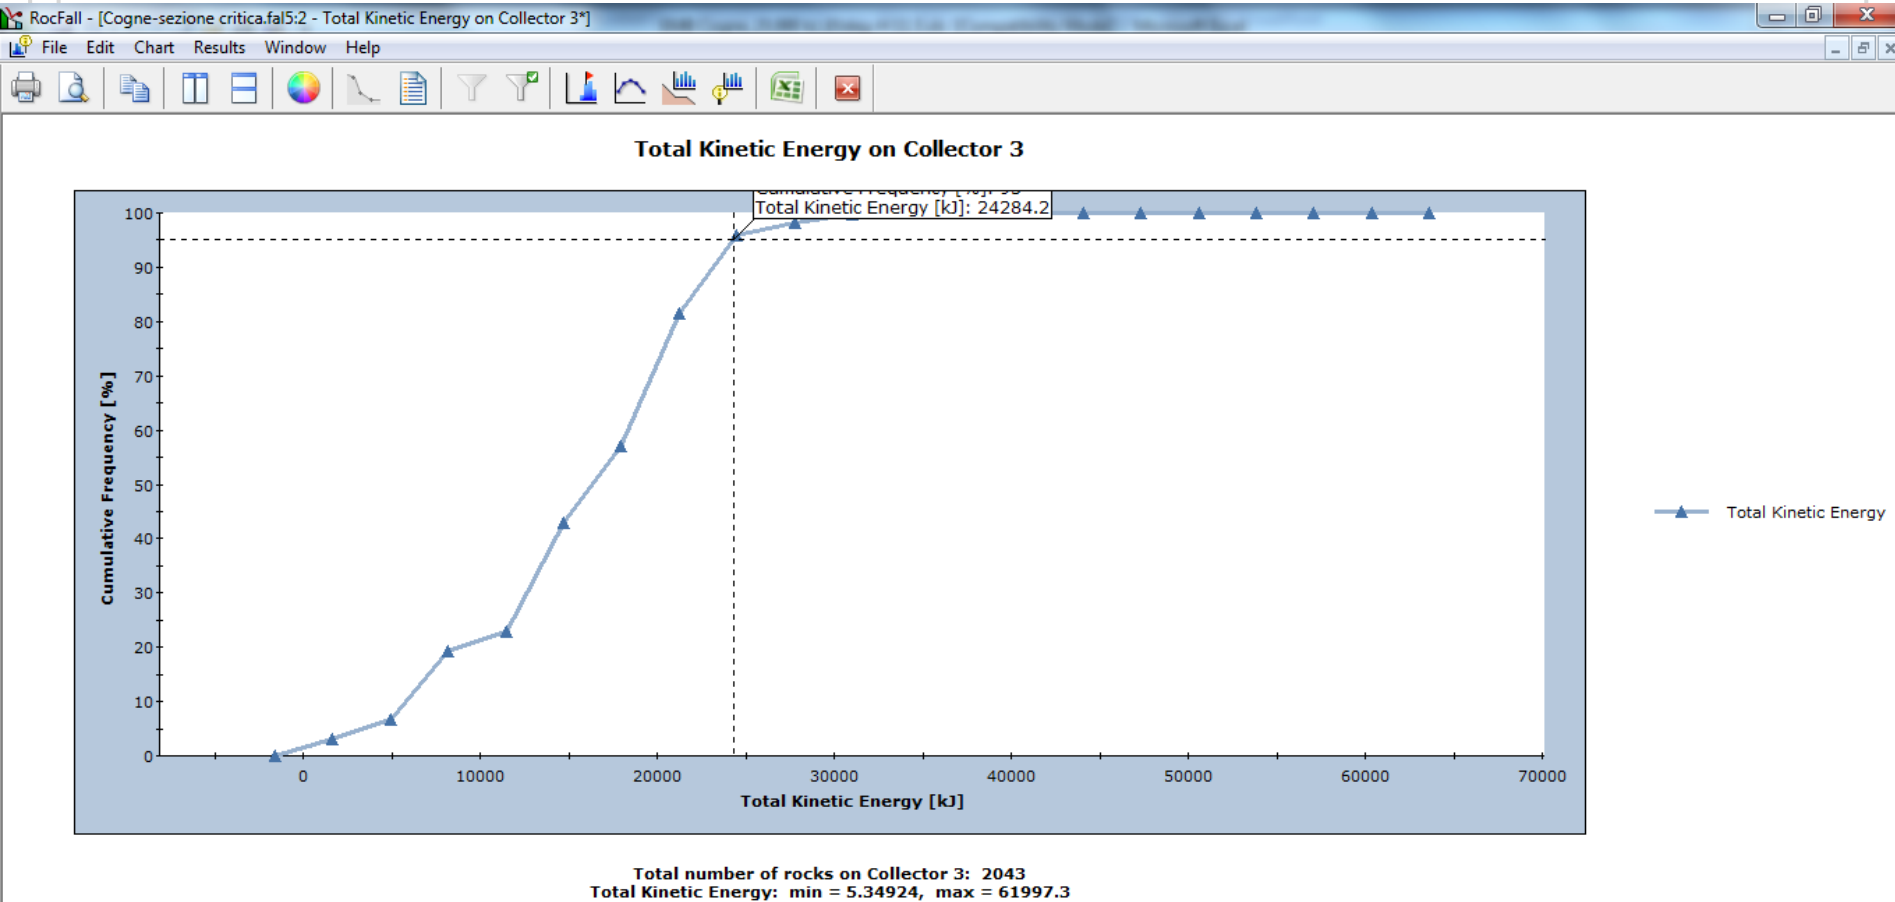 RocFall - [Cogne-sezione critica.fal5:2 - Total Kinetic Energy on Collector 3*]
File Edit Chart Results Window Help
Total Kinetic Energy on Collector 3
Cumulative Frequency [%]: 95
Total Kinetic Energy [kJ]: 24284.2
100
90
80
70
60
50
40
30
20
10
0
Cumulative Frequency [%]
0 10000 20000 30000 40000 50000 60000 70000
Total Kinetic Energy [kJ]
Total Kinetic Energy
Total number of rocks on Collector 3: 2043
Total Kinetic Energy: min = 5.34924, max = 61997.3